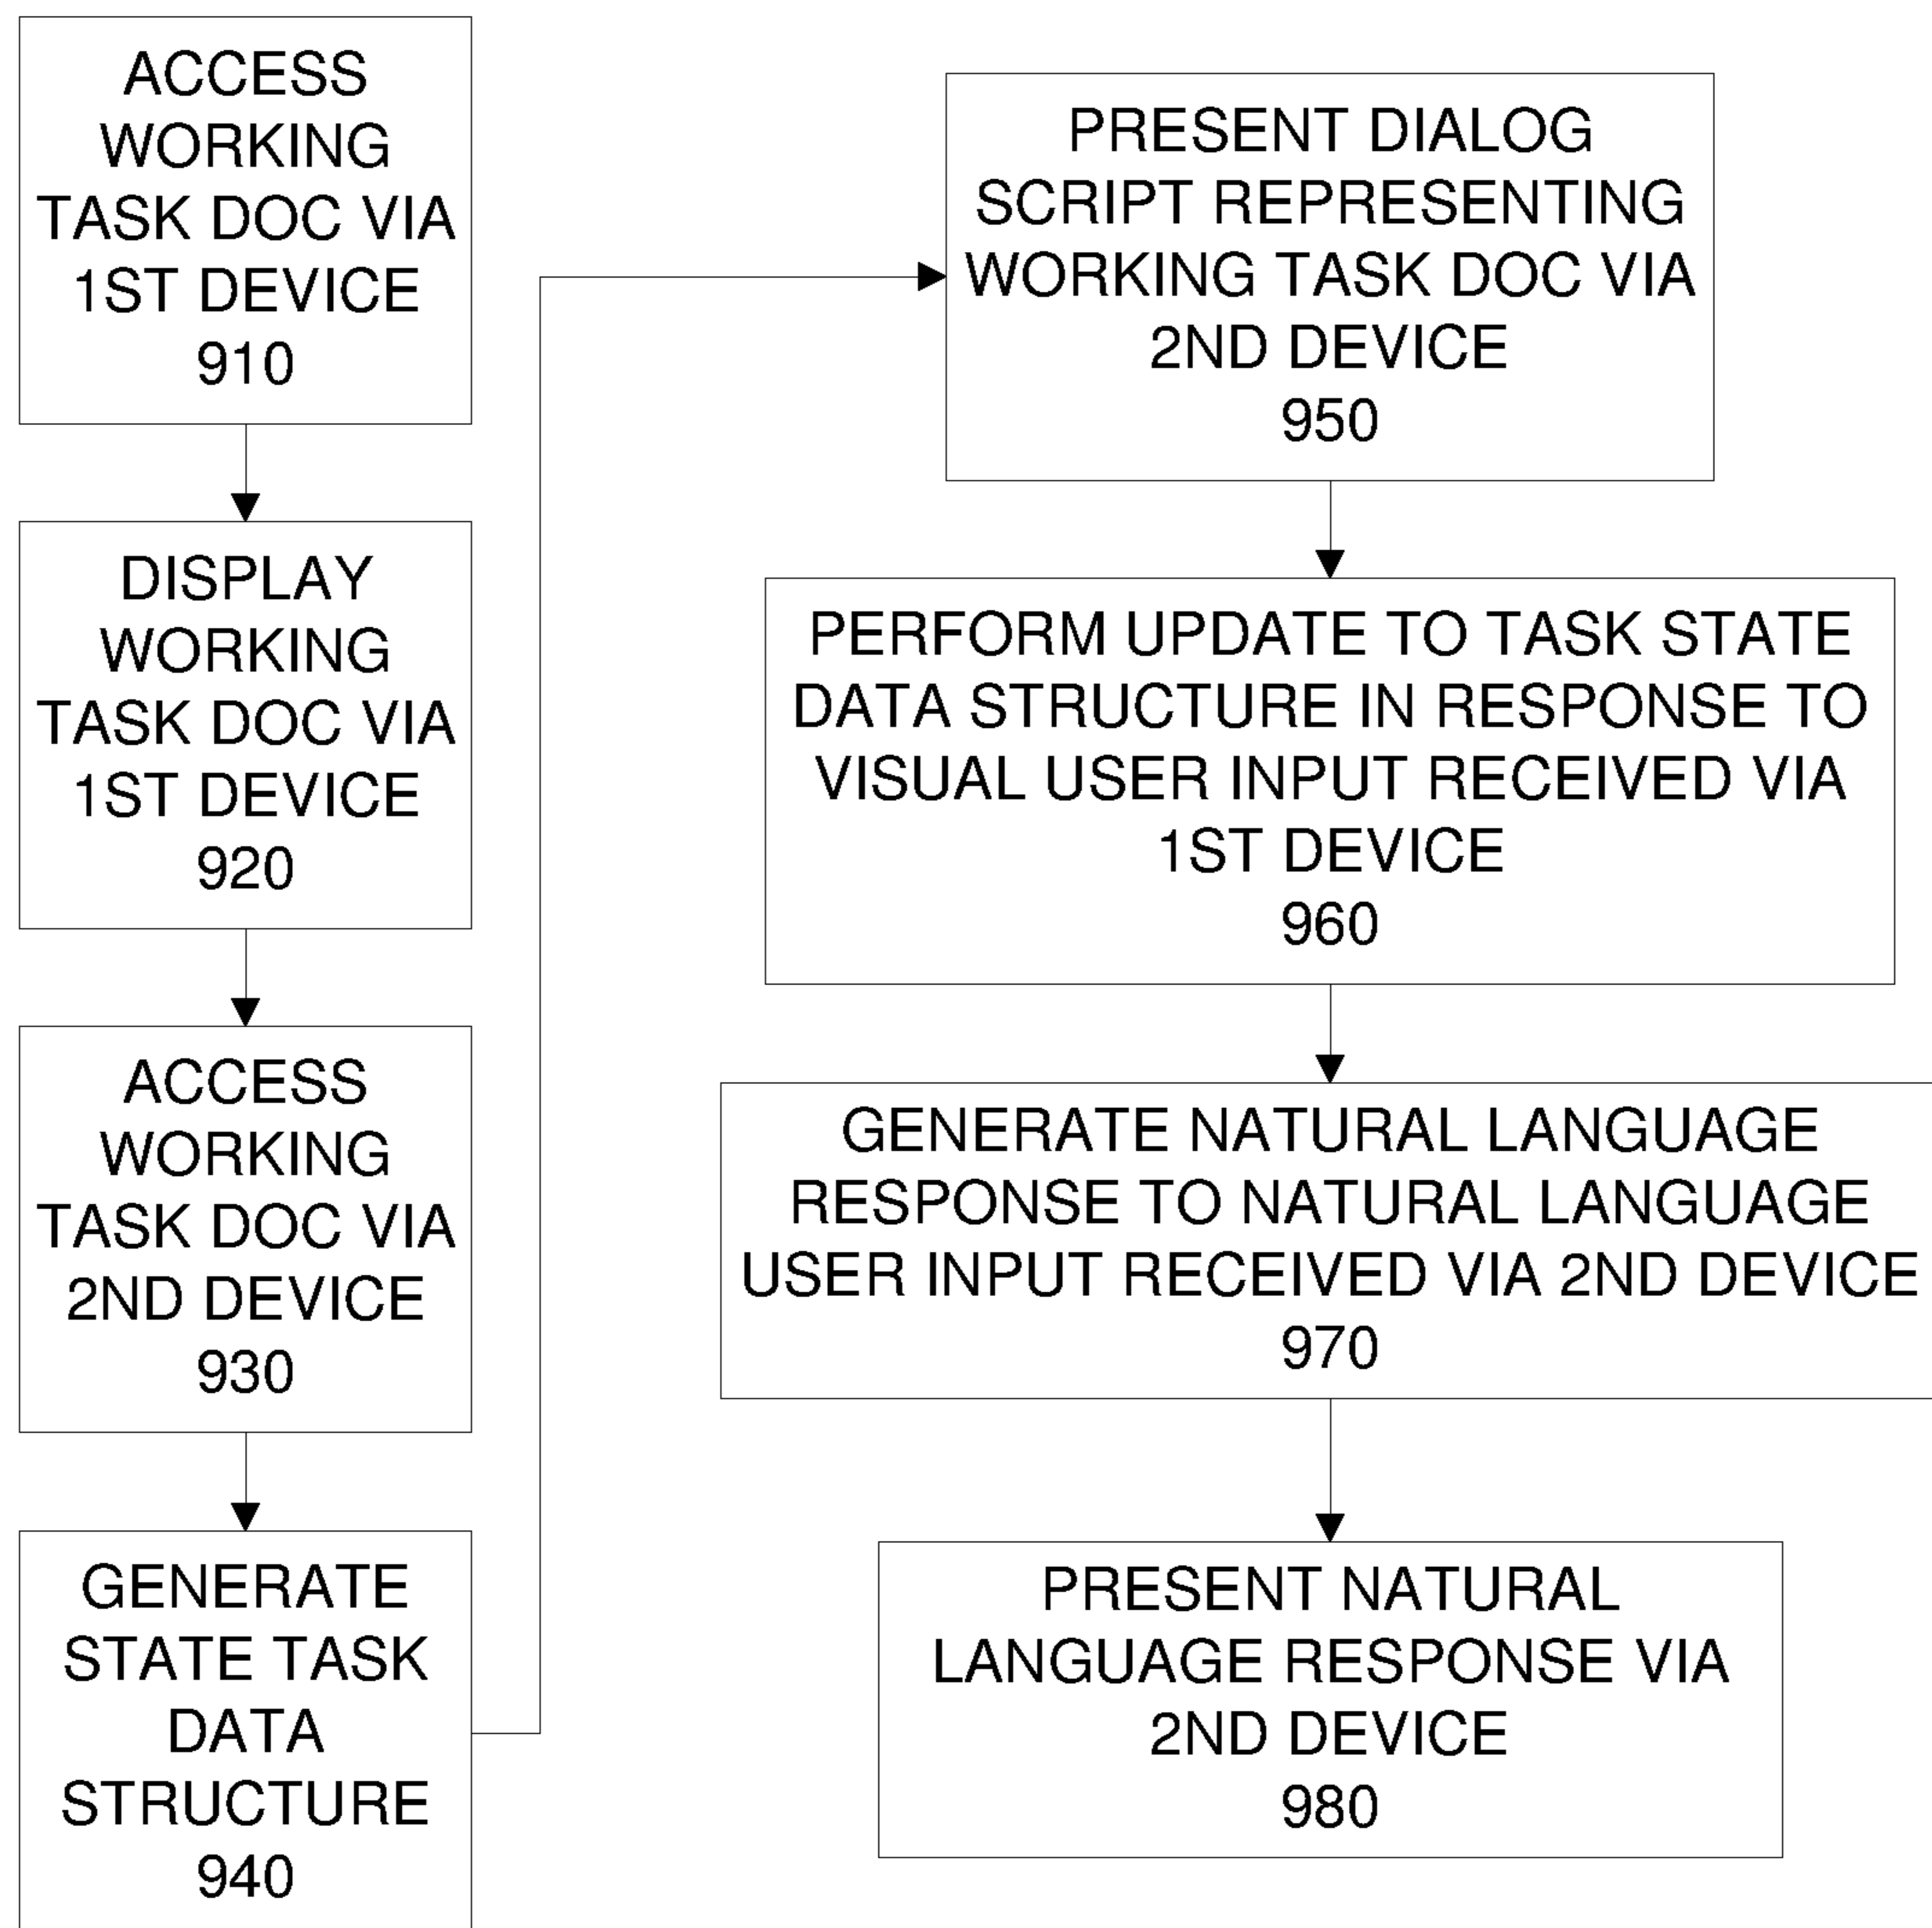 ACCESS
WORKING
TASK DOC VIA
1ST DEVICE
910
DISPLAY
WORKING
TASK DOC VIA
1ST DEVICE
920
ACCESS
WORKING
TASK DOC VIA
2ND DEVICE
930
GENERATE
STATE TASK
DATA
STRUCTURE
940
PRESENT DIALOG
SCRIPT REPRESENTING
WORKING TASK DOC VIA
2ND DEVICE
950
PERFORM UPDATE TO TASK STATE
DATA STRUCTURE IN RESPONSE TO
VISUAL USER INPUT RECEIVED VIA
1ST DEVICE
960
GENERATE NATURAL LANGUAGE
RESPONSE TO NATURAL LANGUAGE
USER INPUT RECEIVED VIA 2ND DEVICE
970
PRESENT NATURAL
LANGUAGE RESPONSE VIA
2ND DEVICE
980